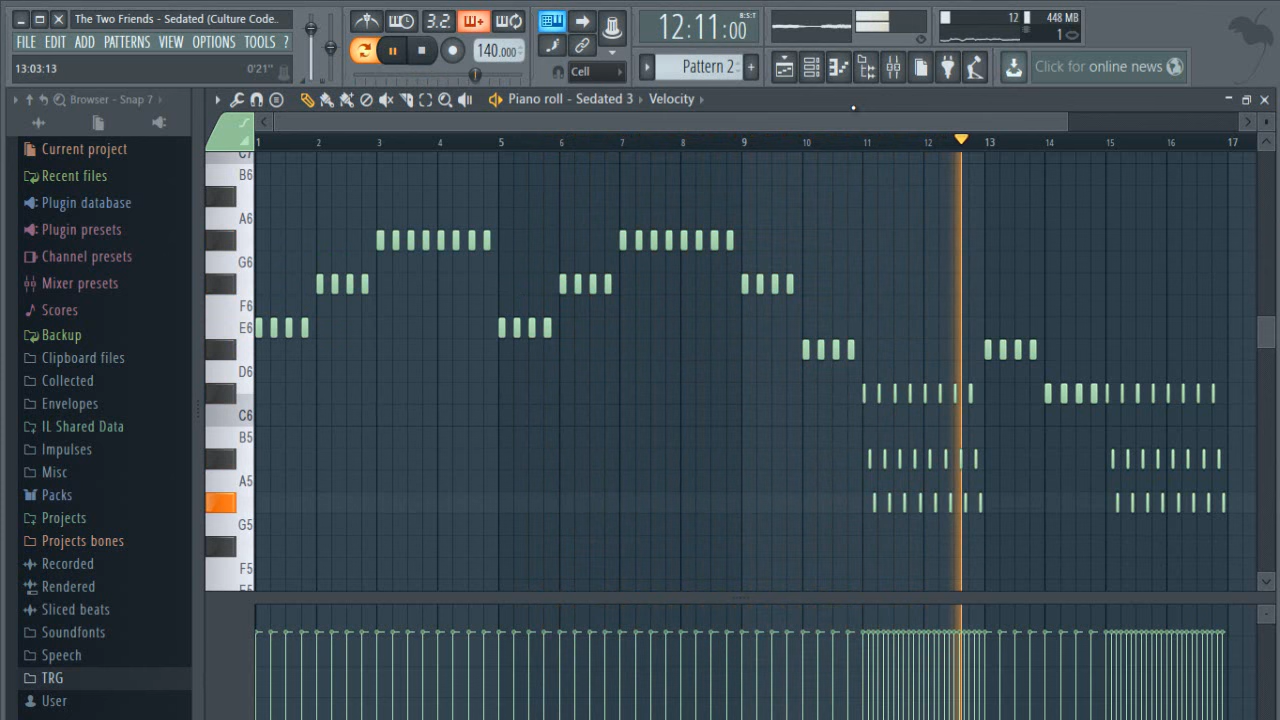 The Two Friends - Sedated (Culture Code..
FILE EDIT ADD PATTERNS VIEW OPTIONS TOOLS ?
13:03:13 0'21"
3.2
140.000
Cell
12:11:00 B:S:T
Pattern 2
12
448 MB
1
Click for online news
Browser - Snap 7
Piano roll - Sedated 3 Velocity
1 2 3 4 5 6 7 8 9 10 11 12 13 14 15 16 17
Current project
Recent files
Plugin database
Plugin presets
Channel presets
Mixer presets
Scores
Backup
Clipboard files
Collected
Envelopes
IL Shared Data
Impulses
Misc
Packs
Projects
Projects bones
Recorded
Rendered
Sliced beats
Soundfonts
Speech
TRG
User
C7
B6
A6
G6
F6
E6
D6
C6
B5
A5
G5
F5
E5